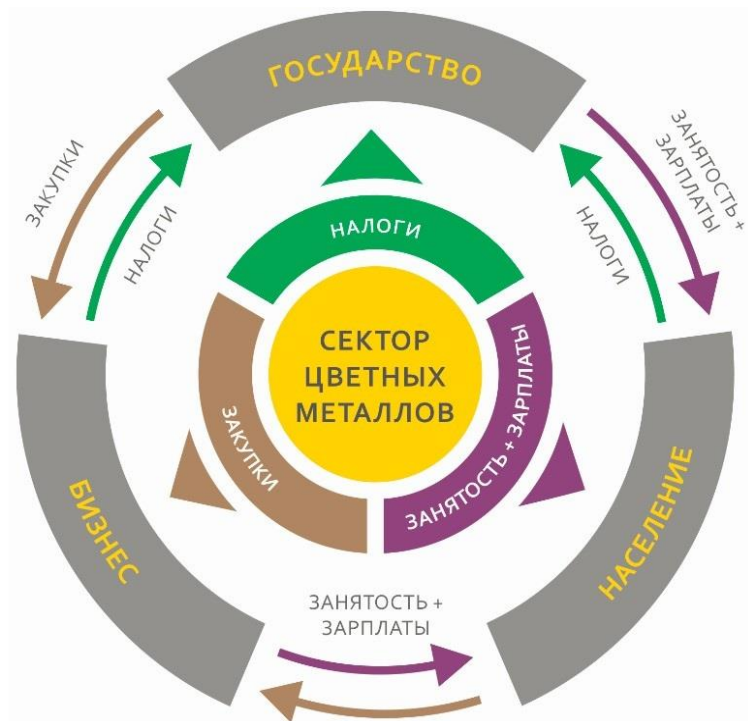 ГОСУДАРСТВО
ЗАКУПКИ
НАЛОГИ
ЗАНЯТОСТЬ +
ЗАРПЛАТЫ
НАЛОГИ
НАЛОГИ
СЕКТОР
ЦВЕТНЫХ
МЕТАЛЛОВ
ЗАКУПКИ
ЗАНЯТОСТЬ + ЗАРПЛАТЫ
БИЗНЕС
НАСЕЛЕНИЕ
ЗАНЯТОСТЬ +
ЗАРПЛАТЫ